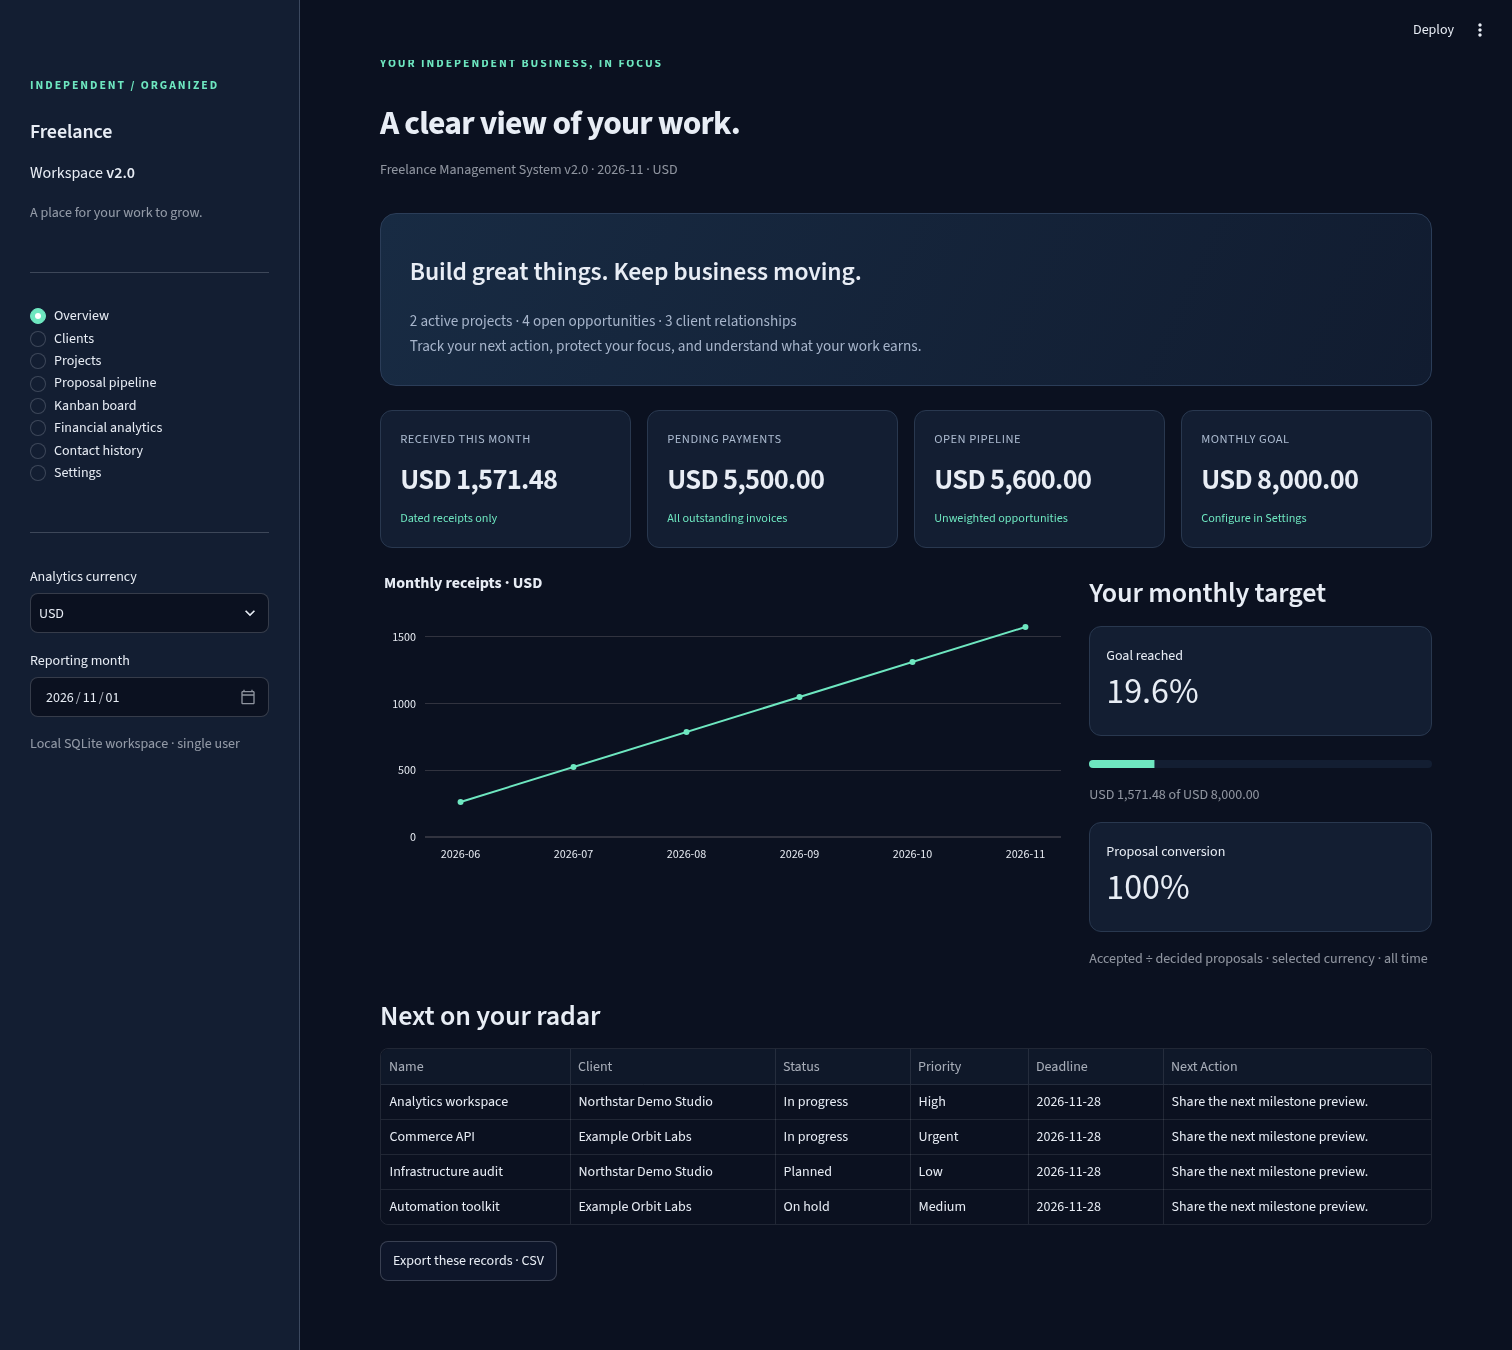 Deploy
INDEPENDENT / ORGANIZED
Freelance
Workspace v2.0
A place for your work to grow.
Overview
Clients
Projects
Proposal pipeline
Kanban board
Financial analytics
Contact history
Settings
Analytics currency
USD
Reporting month
2026 / 11 / 01
Local SQLite workspace · single user
YOUR INDEPENDENT BUSINESS, IN FOCUS
A clear view of your work.
Freelance Management System v2.0 · 2026-11 · USD
Build great things. Keep business moving.
2 active projects · 4 open opportunities · 3 client relationships
Track your next action, protect your focus, and understand what your work earns.
RECEIVED THIS MONTH
USD 1,571.48
Dated receipts only
PENDING PAYMENTS
USD 5,500.00
All outstanding invoices
OPEN PIPELINE
USD 5,600.00
Unweighted opportunities
MONTHLY GOAL
USD 8,000.00
Configure in Settings
Monthly receipts · USD
1500
1000
500
0
2026-06 2026-07 2026-08 2026-09 2026-10 2026-11
Your monthly target
Goal reached
19.6%
USD 1,571.48 of USD 8,000.00
Proposal conversion
100%
Accepted ÷ decided proposals · selected currency · all time
Next on your radar
Name Client Status Priority Deadline Next Action
Analytics workspace Northstar Demo Studio In progress High 2026-11-28 Share the next milestone preview.
Commerce API Example Orbit Labs In progress Urgent 2026-11-28 Share the next milestone preview.
Infrastructure audit Northstar Demo Studio Planned Low 2026-11-28 Share the next milestone preview.
Automation toolkit Example Orbit Labs On hold Medium 2026-11-28 Share the next milestone preview.
Export these records · CSV